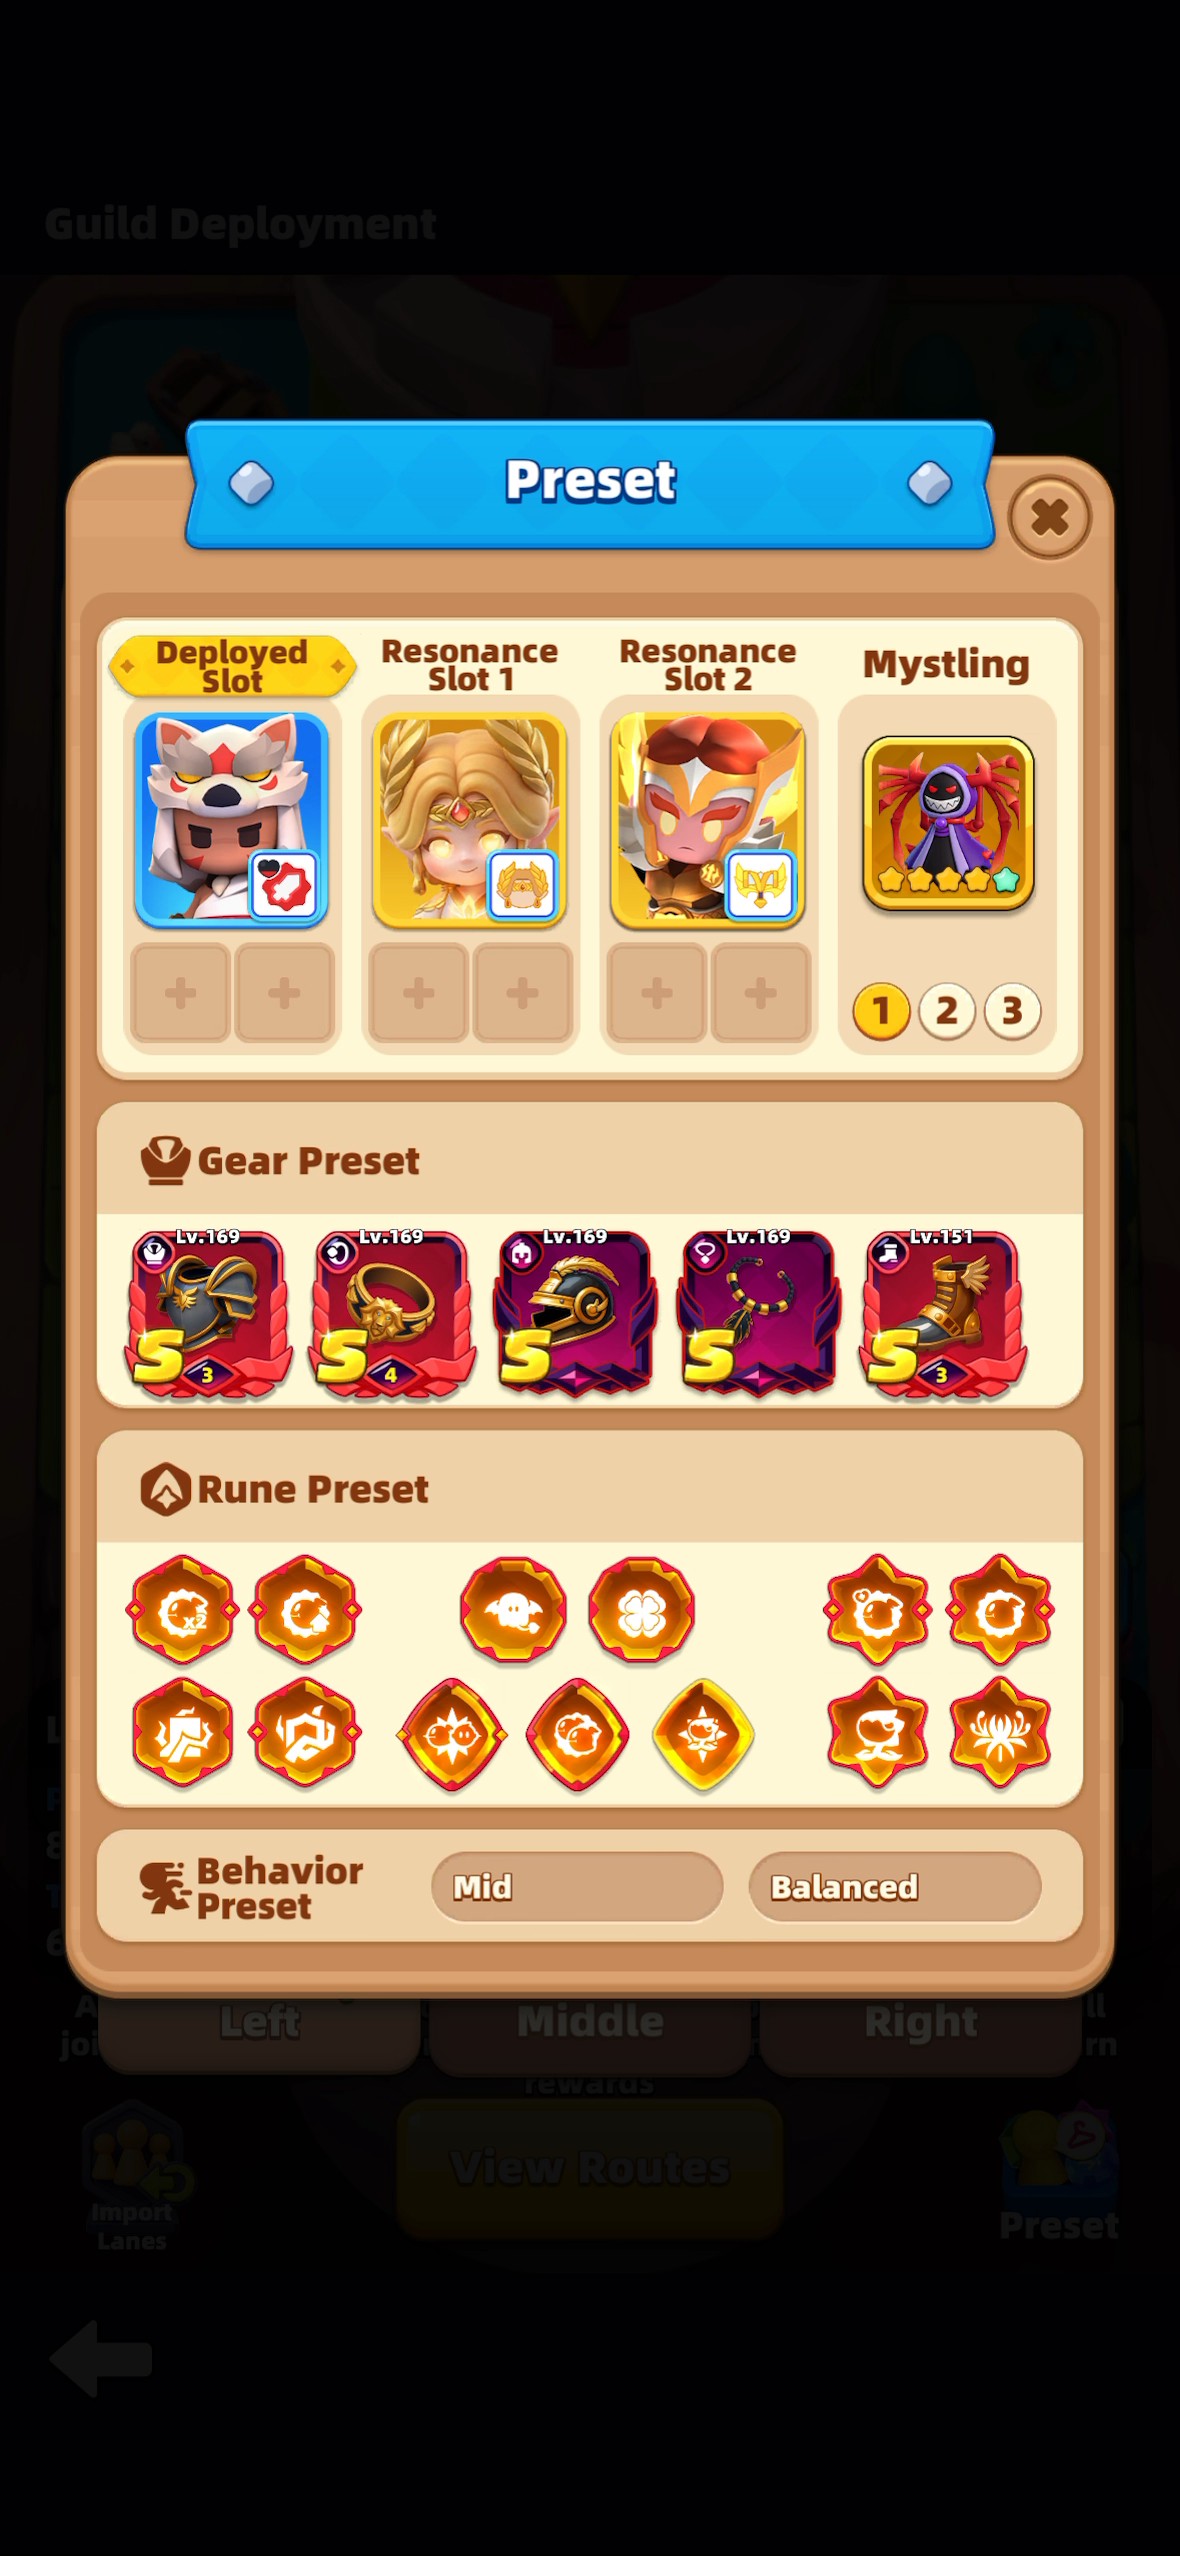 Guild Deployment
Preset
Deployed
Slot
Resonance
Slot 1
Resonance
Slot 2
Mystling
1 2 3
Gear Preset
Lv.169 Lv.169 Lv.169 Lv.169 Lv.151
S 3 S 4 S S S 3
Rune Preset
x2
Behavior
Preset
Mid
Balanced
Left Middle Right
rewards
View Routes
Import
Lanes
Preset